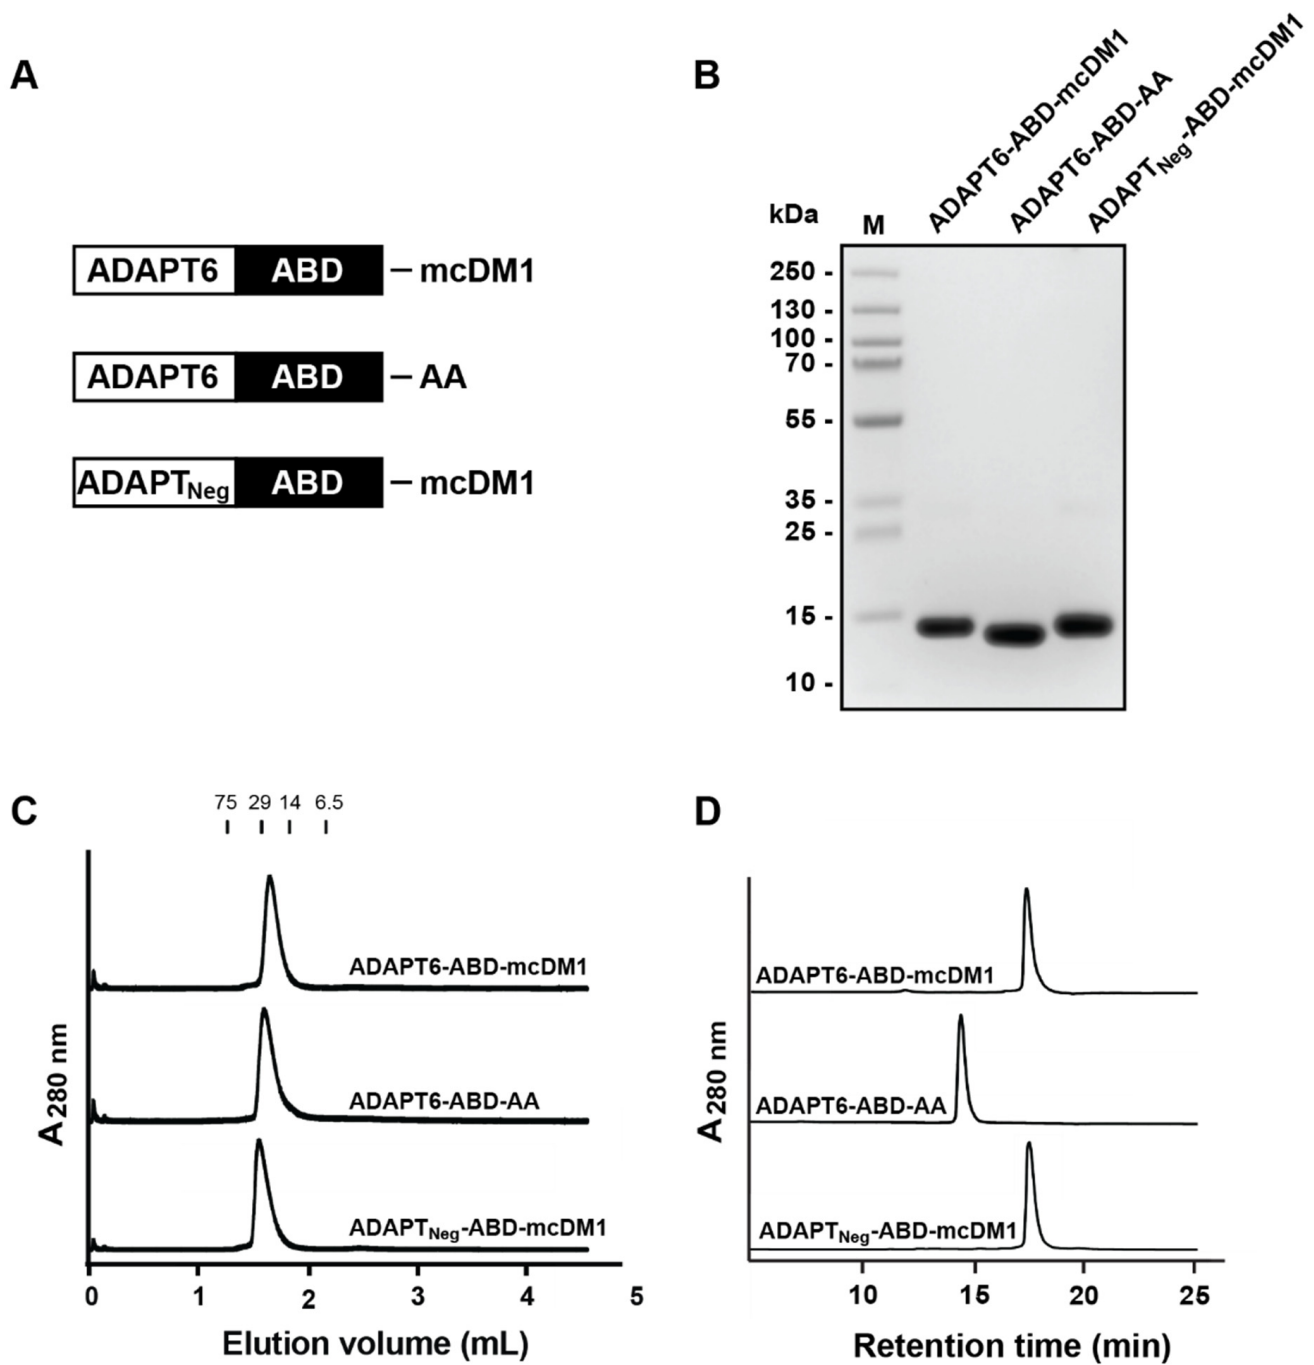 A
ADAPT6 ABD – mcDM1
ADAPT6 ABD – AA
ADAPTNeg ABD – mcDM1
B
ADAPT6-ABD-mcDM1
ADAPT6-ABD-AA
ADAPTNeg-ABD-mcDM1
kDa M
250 -
130 -
100 -
70 -
55 -
35 -
25 -
15 -
10 -
C
75 29 14 6.5
ADAPT6-ABD-mcDM1
ADAPT6-ABD-AA
ADAPTNeg-ABD-mcDM1
A280 nm
0 1 2 3 4 5
Elution volume (mL)
D
ADAPT6-ABD-mcDM1
ADAPT6-ABD-AA
ADAPTNeg-ABD-mcDM1
A280 nm
10 15 20 25
Retention time (min)